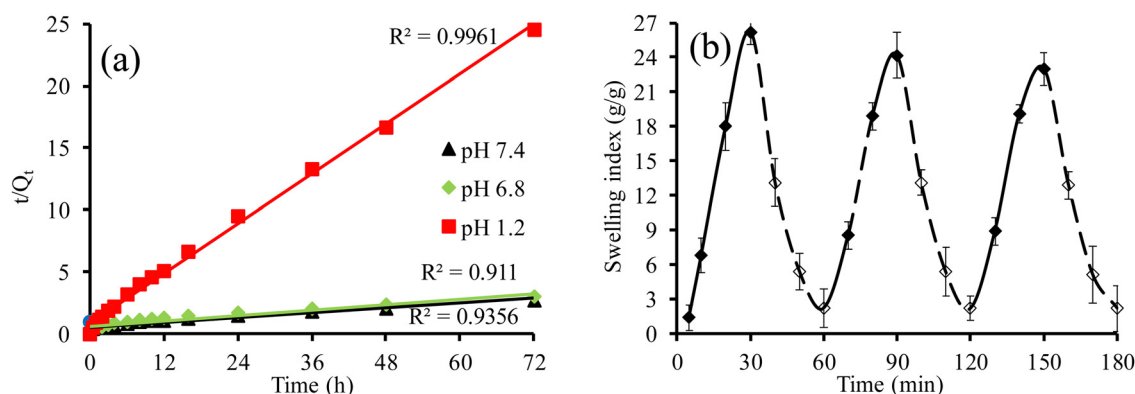 (a)
R² = 0.9961
25
20
15
10
5
0
t/Qt
pH 7.4
pH 6.8
pH 1.2
R² = 0.911
R² = 0.9356
0 12 24 36 48 60 72
Time (h)
(b)
27
24
21
18
15
12
9
6
3
0
Swelling index (g/g)
0 30 60 90 120 150 180
Time (min)